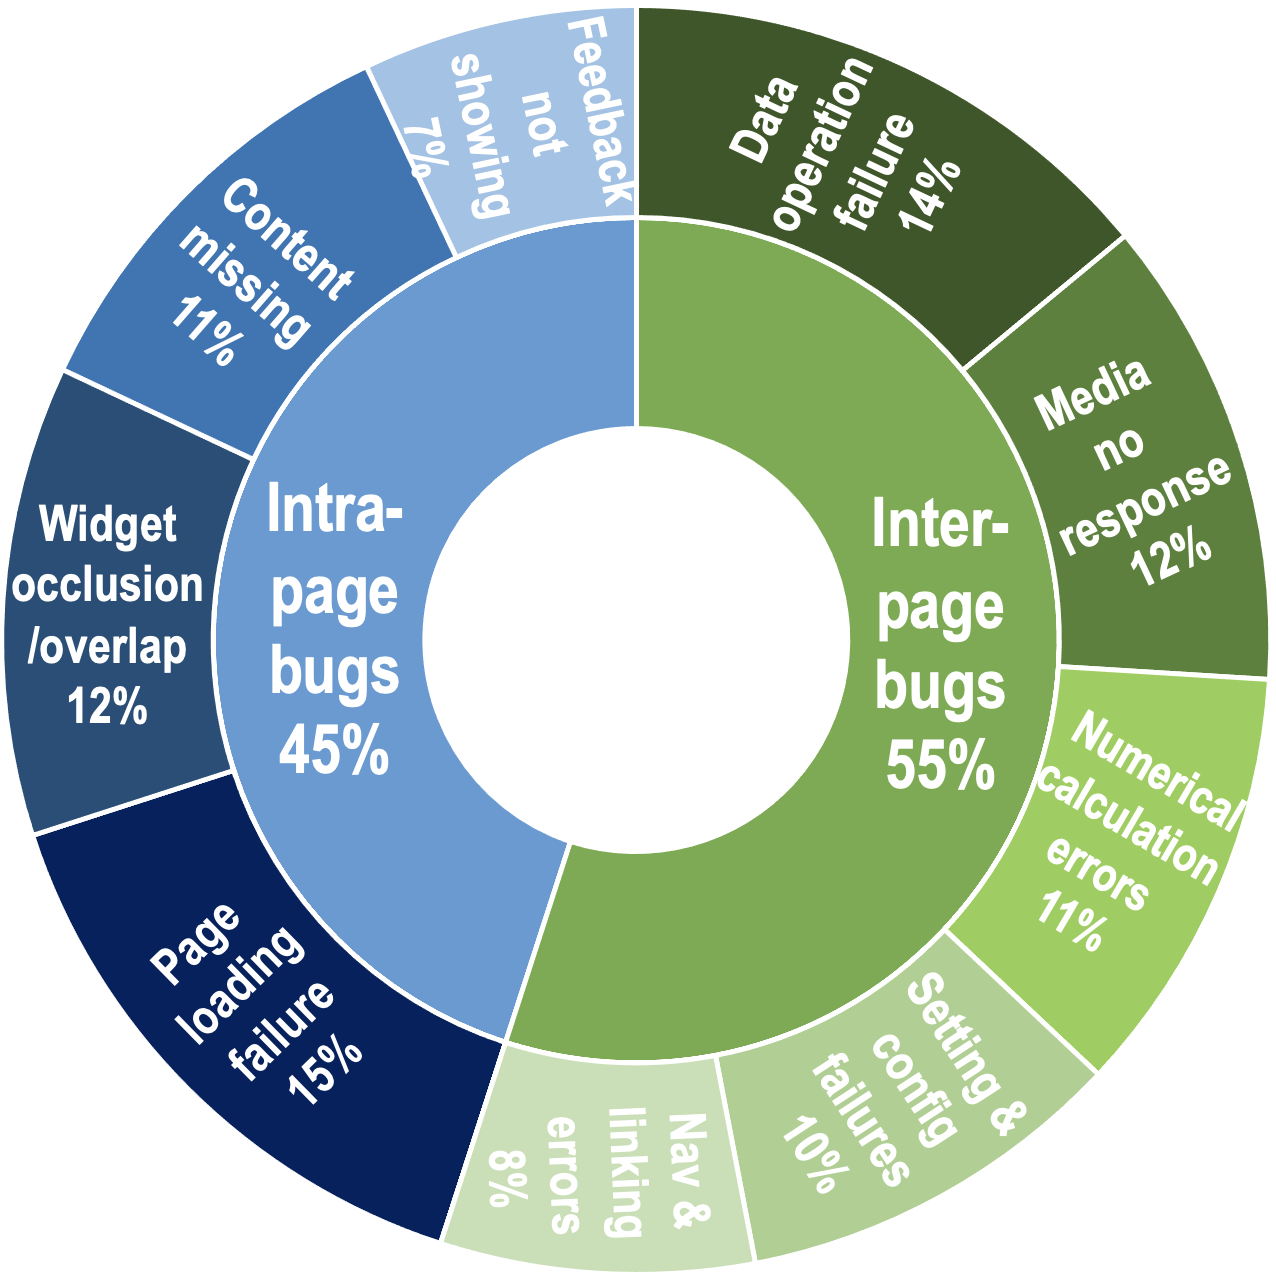 Intra-
page
bugs
45%
Inter-
page
bugs
55%
Data
operation
failure
14%
Media
no
response
12%
Numerical
calculation
errors
11%
Setting &
config
failures
10%
Nav &
linking
errors
8%
Page
loading
failure
15%
Widget
occlusion
/overlap
12%
Content
missing
11%
Feedback
not
showing
7%